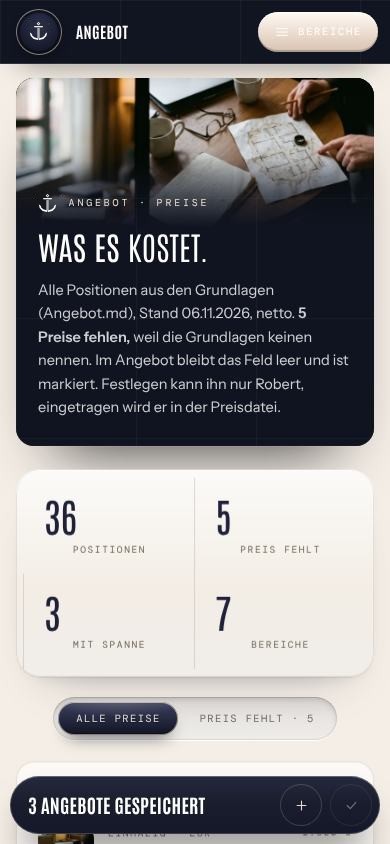 ANGEBOT
BEREICHE
ANGEBOT · PREISE
WAS ES KOSTET.
Alle Positionen aus den Grundlagen
(Angebot.md), Stand 06.11.2026, netto. 5
Preise fehlen, weil die Grundlagen keinen
nennen. Im Angebot bleibt das Feld leer und ist
markiert. Festlegen kann ihn nur Robert,
eingetragen wird er in der Preisdatei.
36
POSITIONEN
5
PREIS FEHLT
3
MIT SPANNE
7
BEREICHE
ALLE PREISE
PREIS FEHLT · 5
3 ANGEBOTE GESPEICHERT